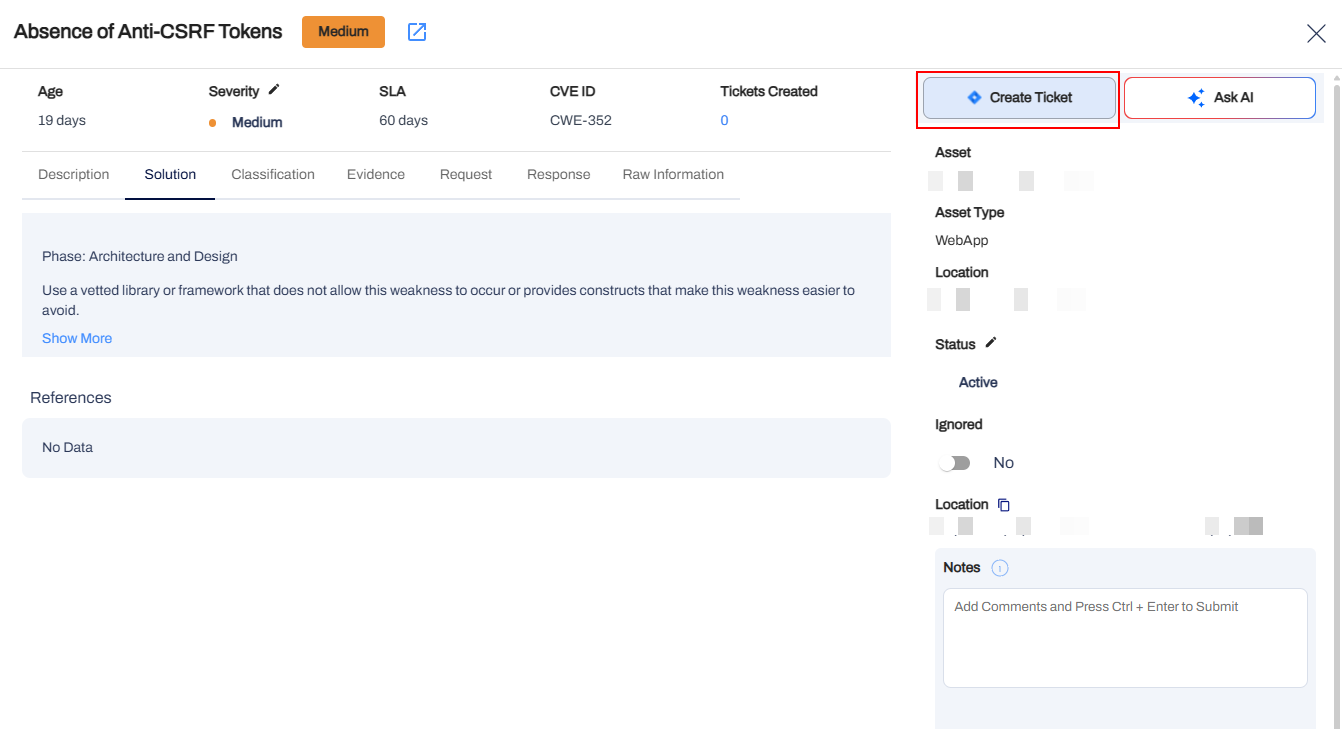 Absence of Anti-CSRF Tokens
Medium
Age
Severity
SLA
CVE ID
Tickets Created
19 days
Medium
60 days
CWE-352
0
Description
Solution
Classification
Evidence
Request
Response
Raw Information
Phase: Architecture and Design
Use a vetted library or framework that does not allow this weakness to occur or provides constructs that make this weakness easier to
avoid.
Show More
References
No Data
Create Ticket
Ask AI
Asset
Asset Type
WebApp
Location
Status
Active
Ignored
No
Location
Notes
Add Comments and Press Ctrl + Enter to Submit